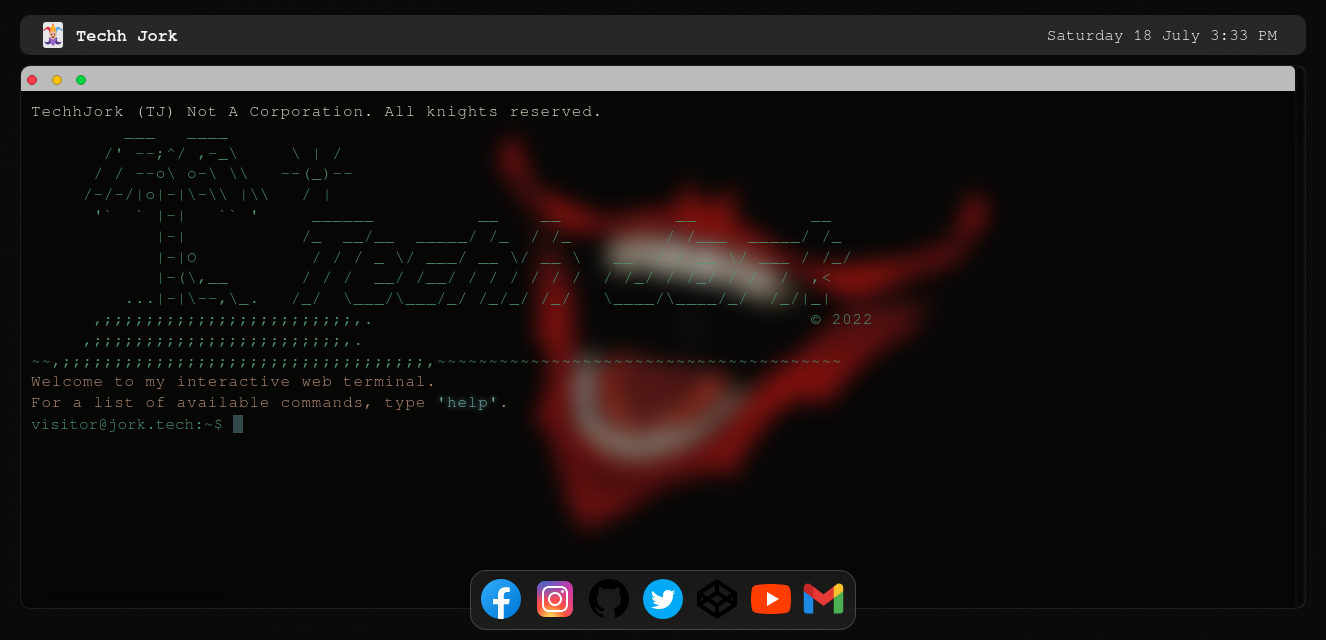 Techh Jork
Saturday 18 July 3:33 PM
TechhJork (TJ) Not A Corporation. All knights reserved.
© 2022
Welcome to my interactive web terminal.
For a list of available commands, type 'help'.
visitor@jork.tech:~$